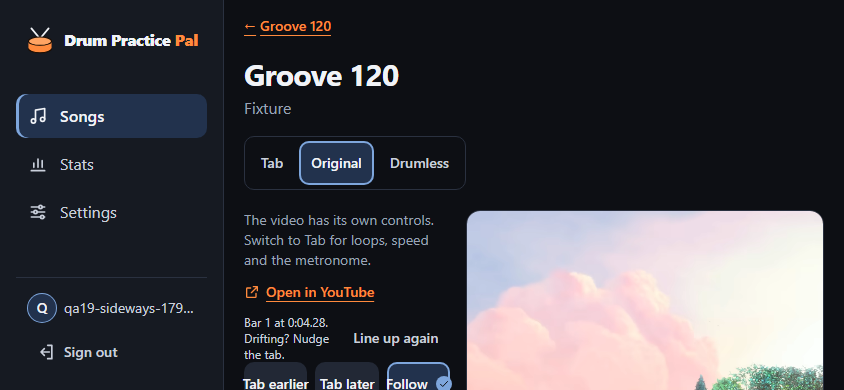 Drum Practice Pal
Songs
Stats
Settings
Q
qa19-sideways-179...
Sign out
← Groove 120
Groove 120
Fixture
Tab
Original
Drumless
The video has its own controls.
Switch to Tab for loops, speed
and the metronome.
Open in YouTube
Bar 1 at 0:04.28.
Drifting? Nudge
the tab.
Line up again
Tab earlier
Tab later
Follow